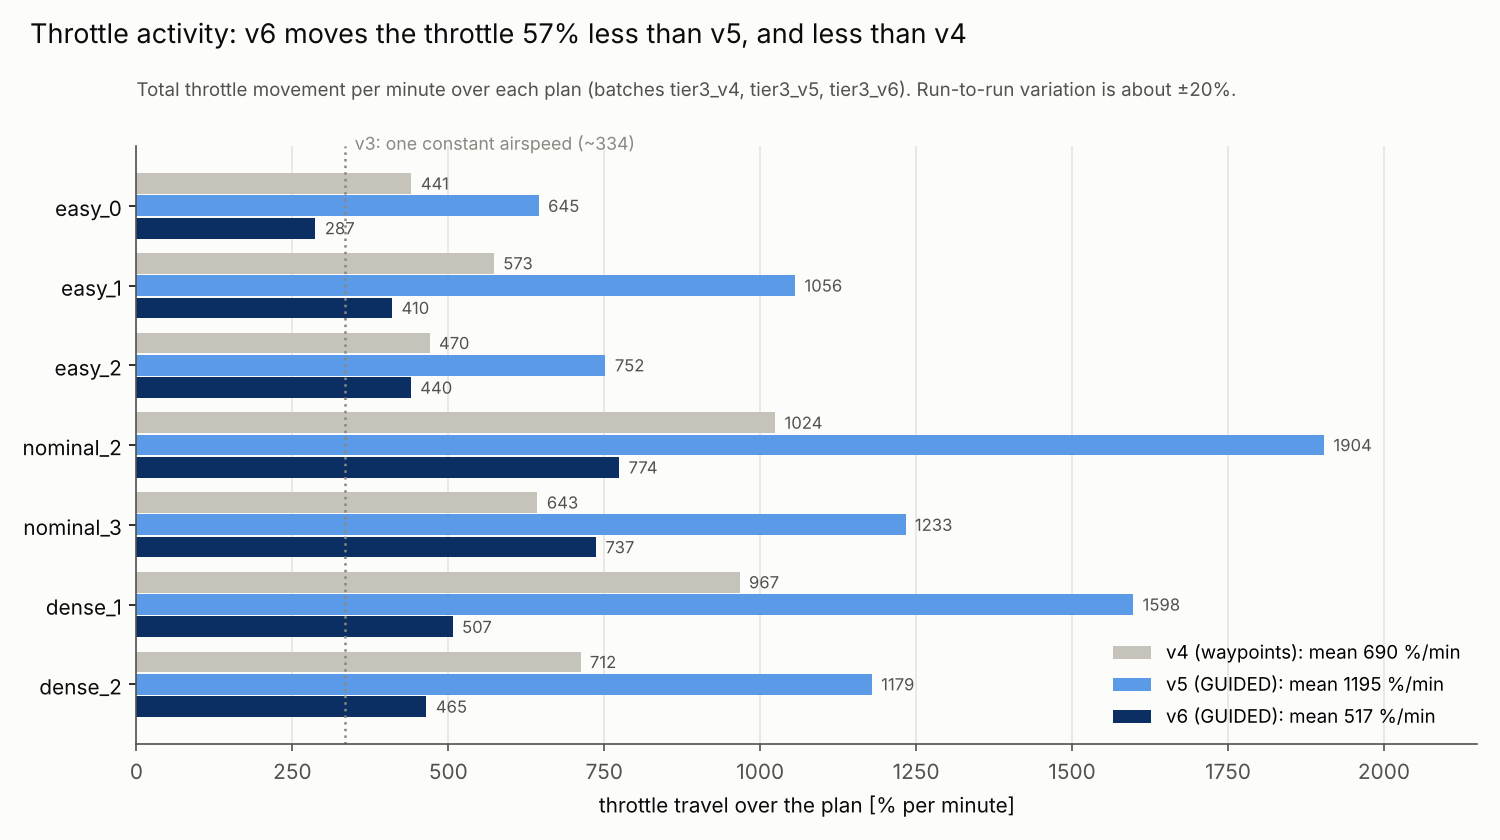 Throttle activity: v6 moves the throttle 57% less than v5, and less than v4
Total throttle movement per minute over each plan (batches tier3_v4, tier3_v5, tier3_v6). Run-to-run variation is about ±20%.
v3: one constant airspeed (~334)
441
easy_0
645
287
573
easy_1
1056
410
470
easy_2
752
440
1024
nominal_2
1904
774
643
nominal_3
1233
737
967
dense_1
1598
507
712
dense_2
1179
465
v4 (waypoints): mean 690 %/min
v5 (GUIDED): mean 1195 %/min
v6 (GUIDED): mean 517 %/min
0 250 500 750 1000 1250 1500 1750 2000
throttle travel over the plan [% per minute]